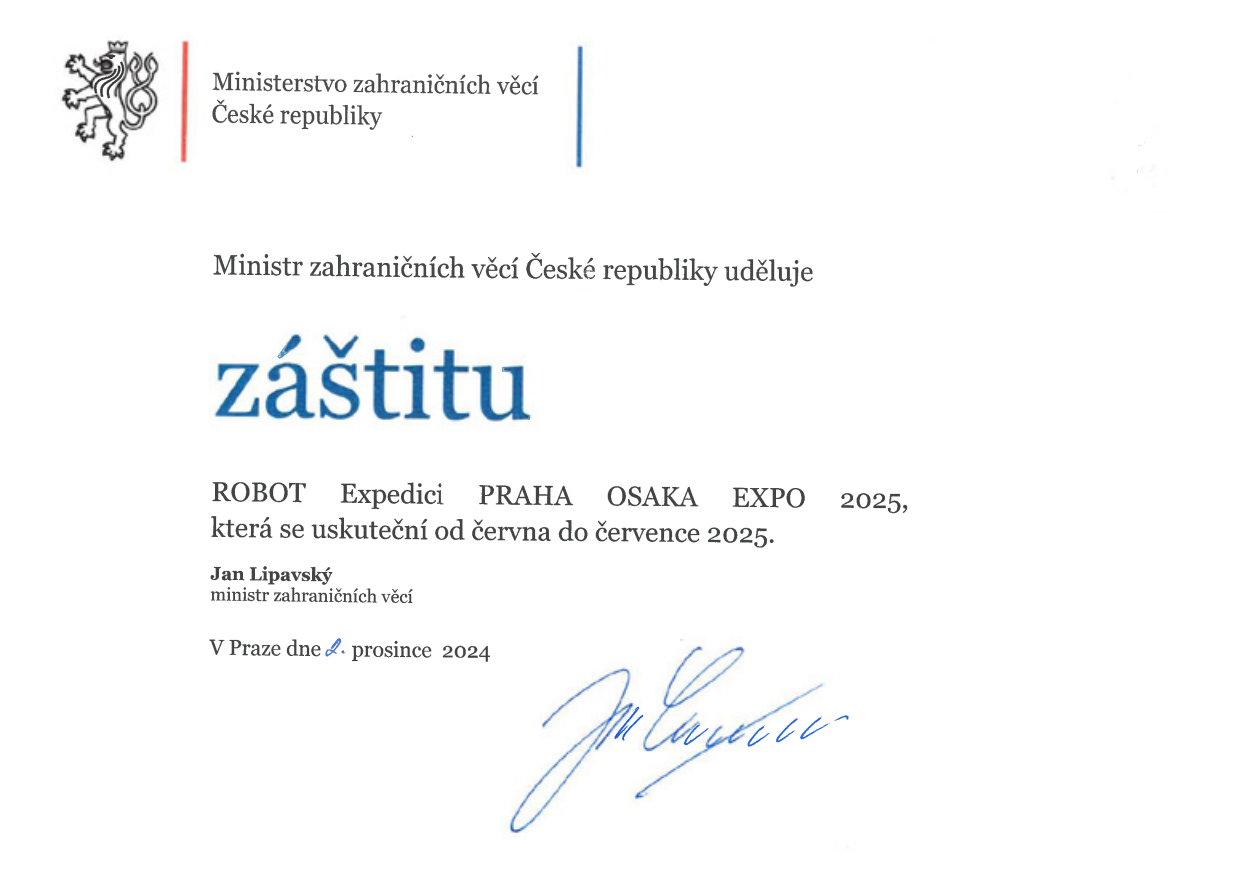 Ministerstvo zahraničních věcí
České republiky
Ministr zahraničních věcí České republiky uděluje
záštitu
ROBOT Expedici PRAHA OSAKA EXPO 2025,
která se uskuteční od června do července 2025.
Jan Lipavský
ministr zahraničních věcí
V Praze dne 2. prosince 2024